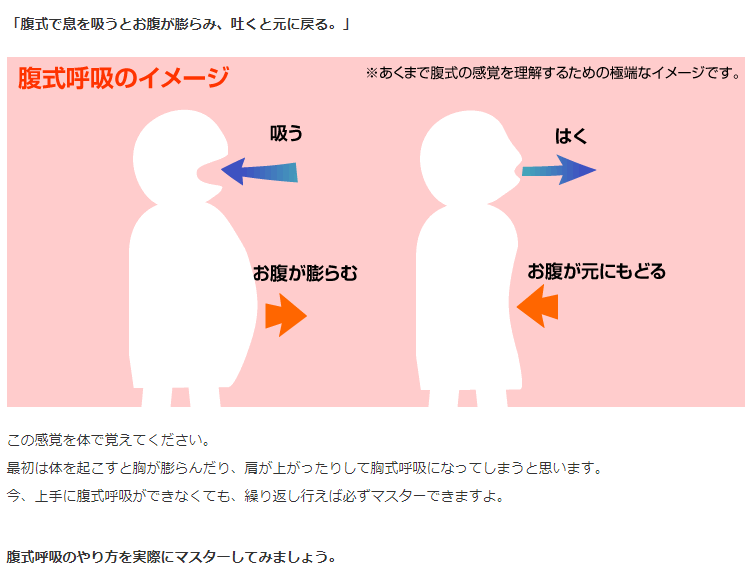 「腹式で息を吸うとお腹が膨らみ、吐くと元に戻る。」
腹式呼吸のイメージ
※あくまで腹式の感覚を理解するための極端なイメージです。
吸う
はく
お腹が膨らむ
お腹が元にもどる
この感覚を体で覚えてください。
最初は体を起こすと胸が膨らんだり、肩が上がったりして胸式呼吸になってしまうと思います。
今、上手に腹式呼吸ができなくても、繰り返し行えば必ずマスターできますよ。
腹式呼吸のやり方を実際にマスターしてみましょう。